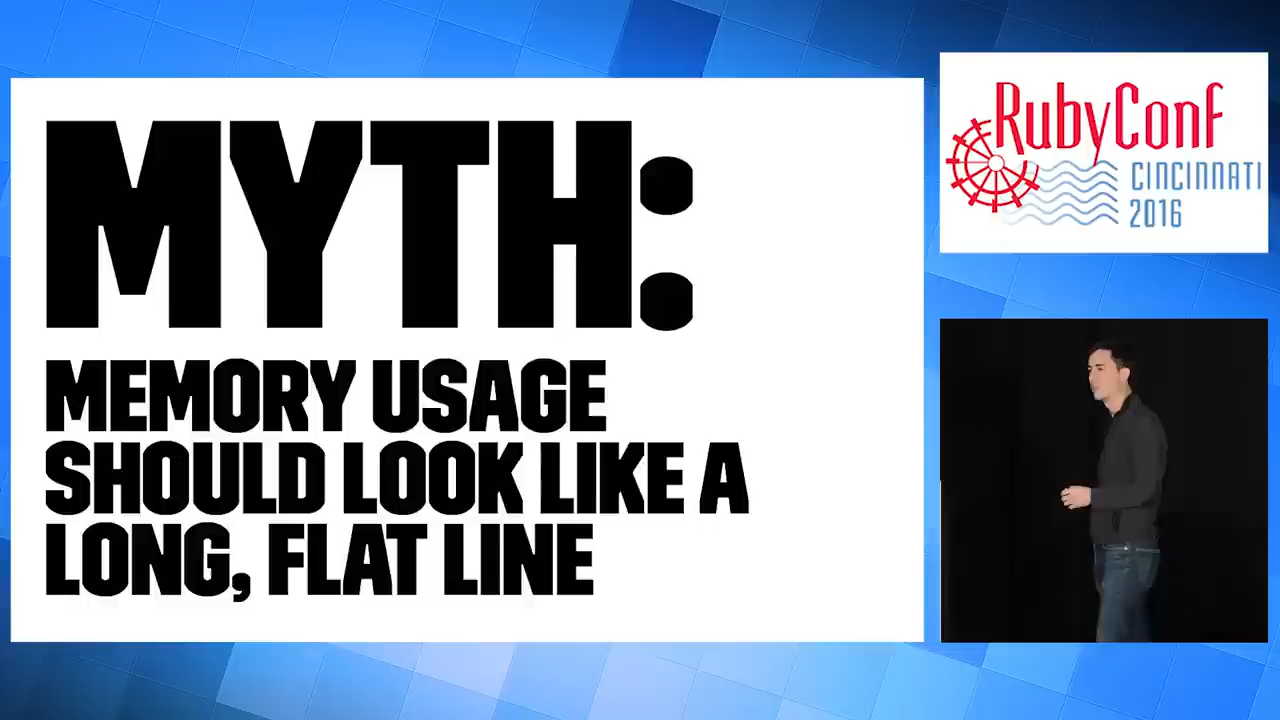 MYTH:
MEMORY USAGE
SHOULD LOOK LIKE A
LONG, FLAT LINE
RubyConf
CINCINNATI
2016